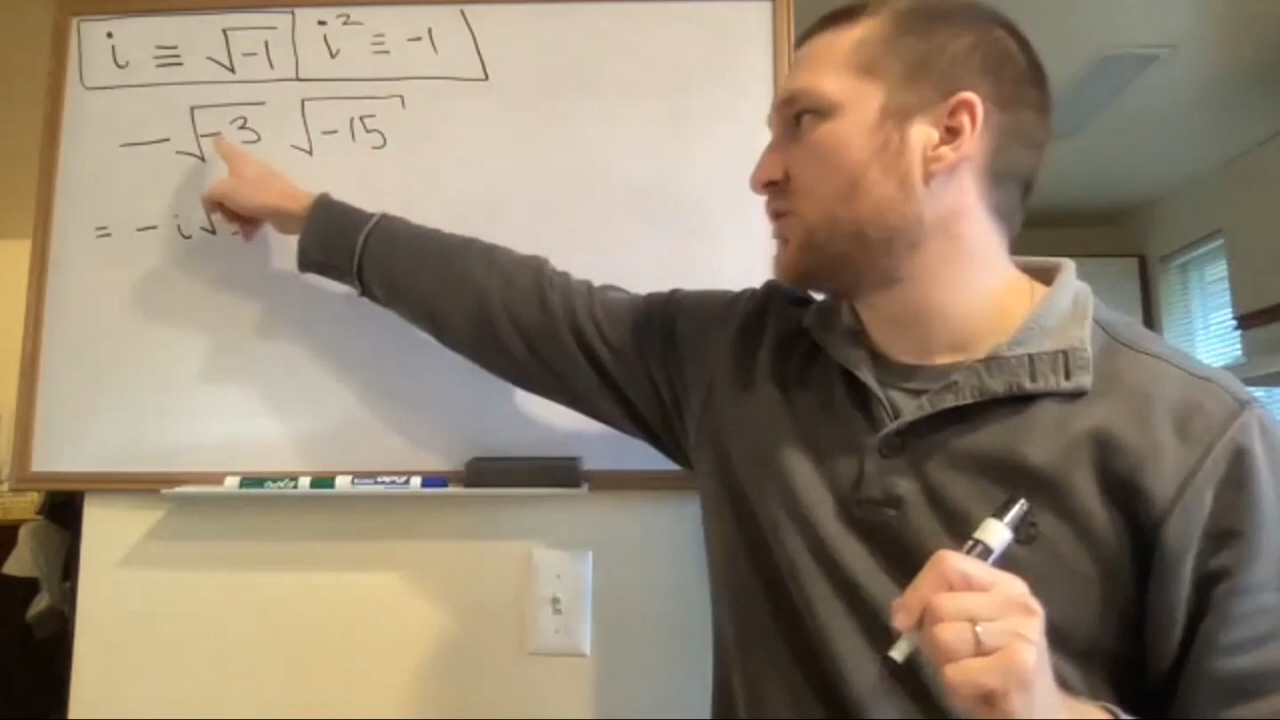 i ≡ √-1 i² ≡ -1
-√-3 √-15
= - i√